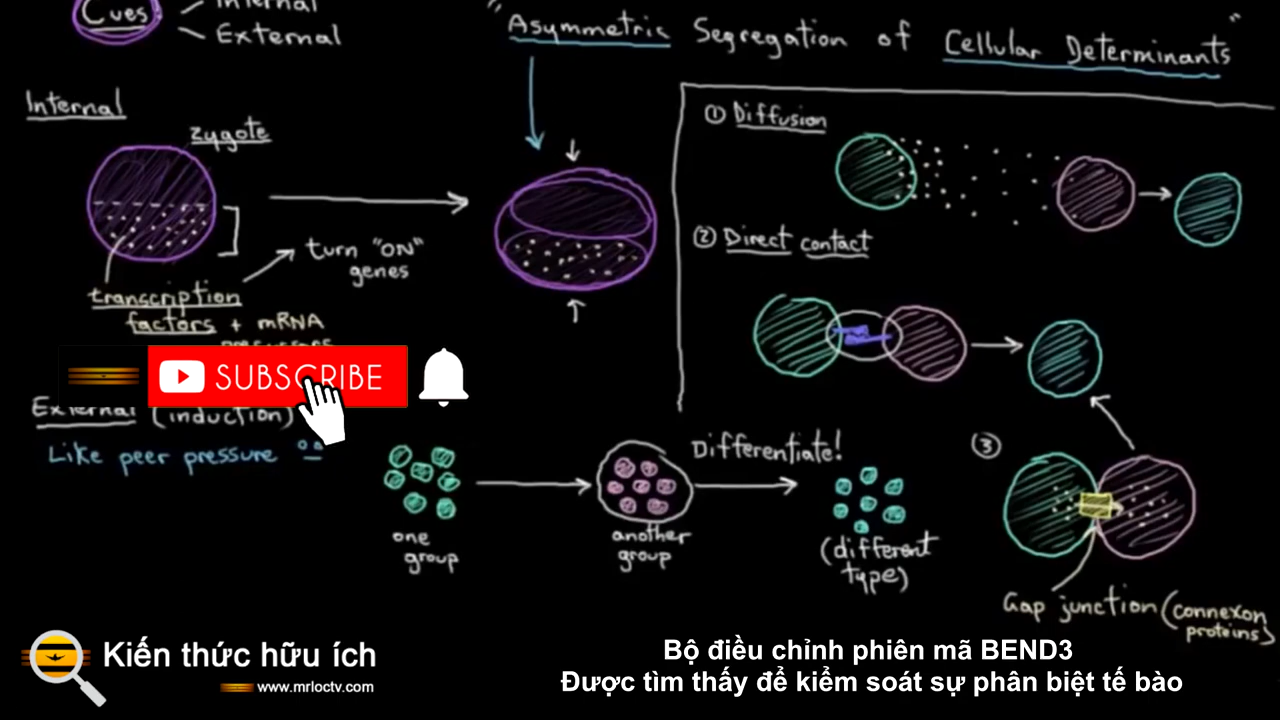 Cues
Internal
External
"Asymmetric Segregation of Cellular Determinants"
Internal
zygote
transcription
factors + mRNA
turn "ON"
genes
① Diffusion
② Direct contact
SUBSCRIBE
External (induction)
Like peer pressure
one
group
another
group
Differentiate!
(different
type)
③
Gap junction (connexon
proteins)
Kiến thức hữu ích
www.mrloctv.com
Bộ điều chỉnh phiên mã BEND3
Được tìm thấy để kiểm soát sự phân biệt tế bào